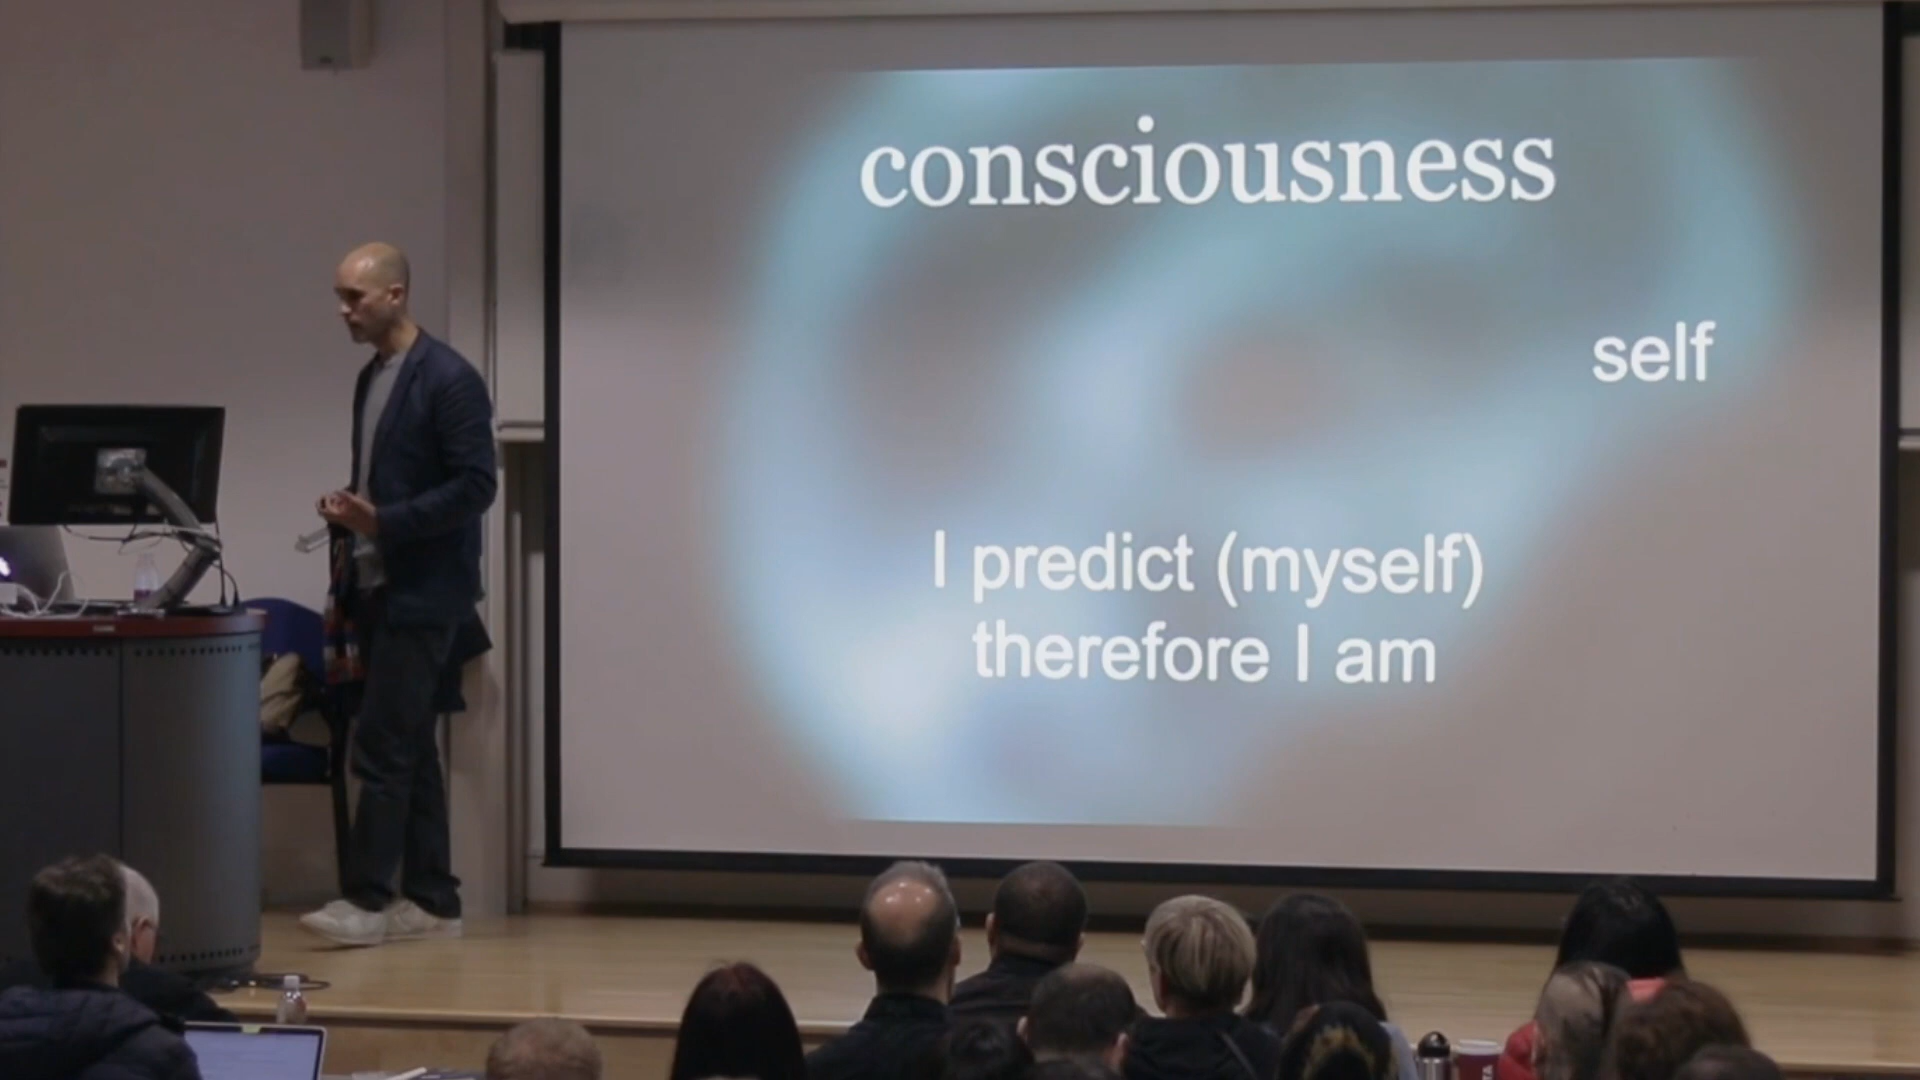 consciousness
self
I predict (myself)
therefore I am